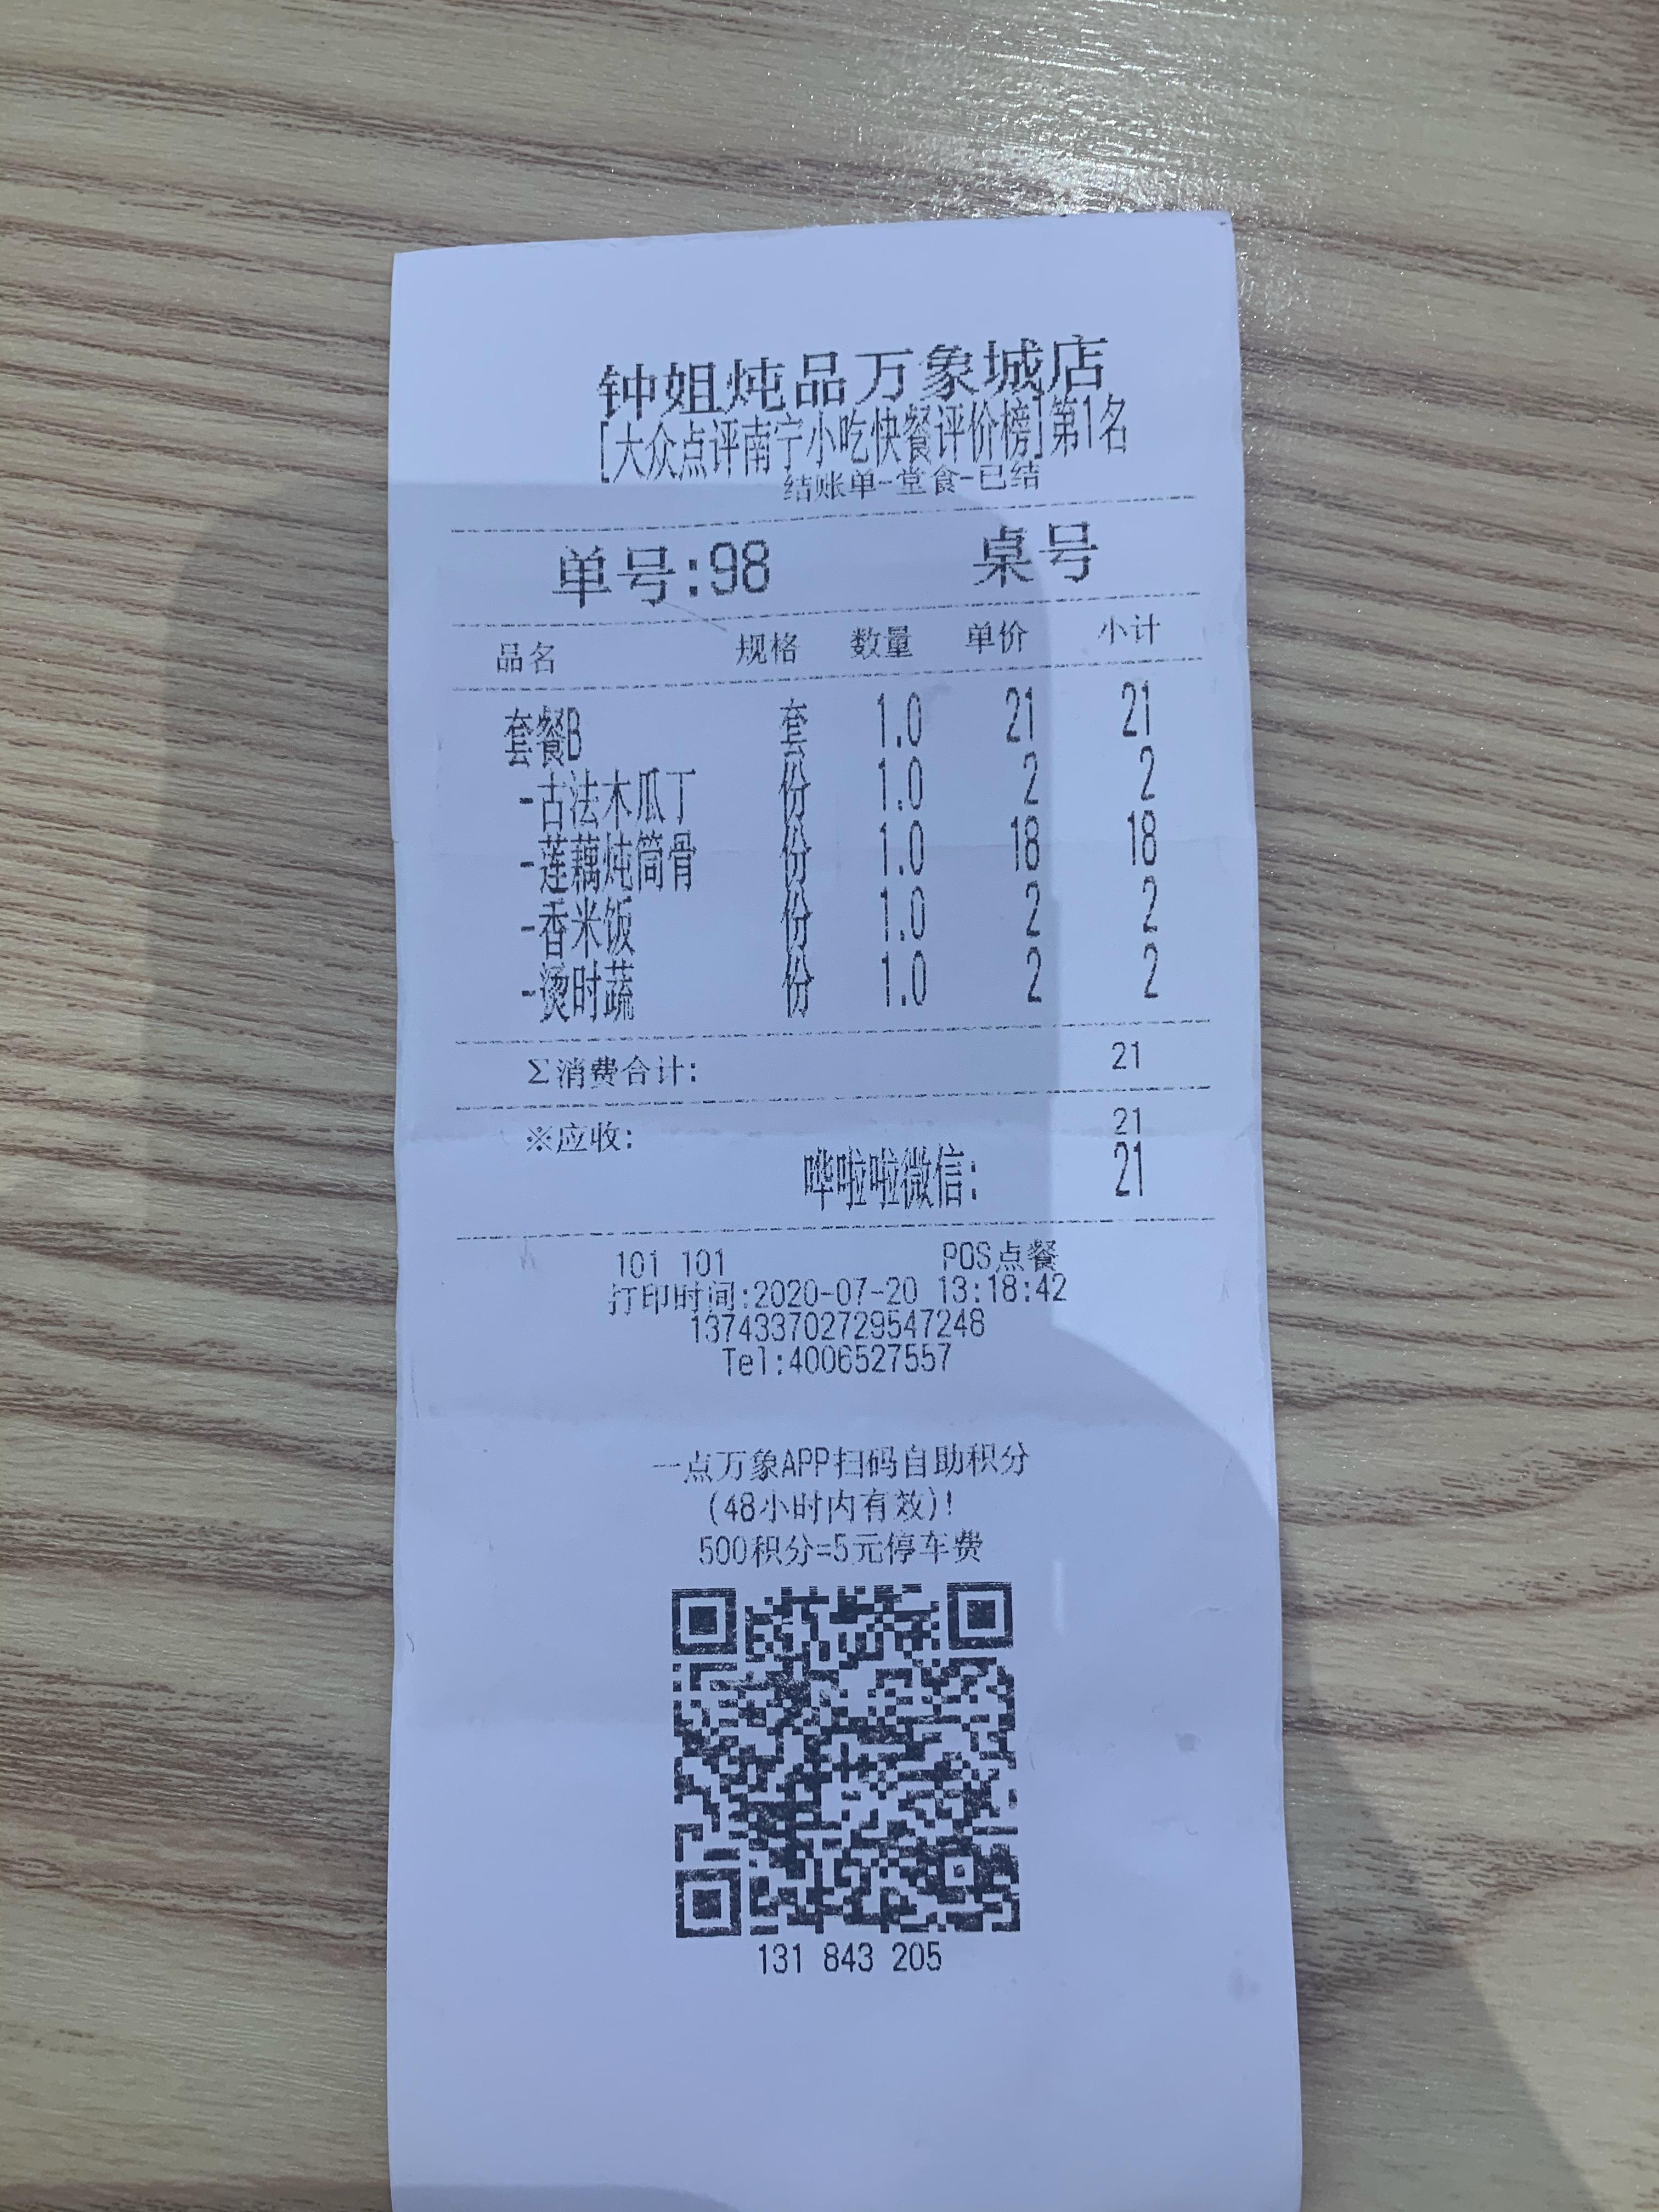 钟姐炖品万象城店
[大众点评南宁小吃快餐评价榜]第1名
结账单-堂食-已结
单号:98 桌号
品名 规格 数量 单价 小计
套餐B 套 1.0 21 21
-古法木瓜丁 份 1.0 2 2
-莲藕炖筒骨 份 1.0 18 18
-香米饭 份 1.0 2 2
-烫时蔬 份 1.0 2 2
Σ消费合计: 21
※应收: 21
哗啦啦微信: 21
101 101 POS点餐
打印时间:2020-07-20 13:18:42
137433702729547248
Tel:4006527557
一点万象APP扫码自助积分
(48小时内有效)!
500积分=5元停车费
131 843 205